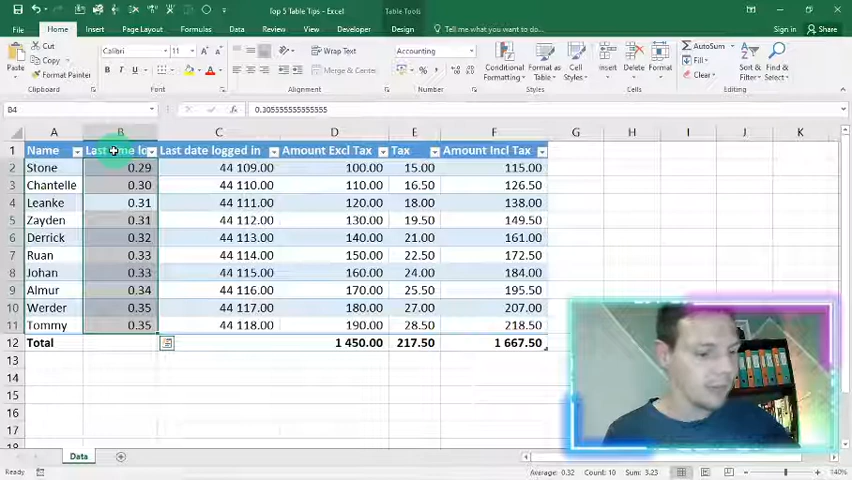 Top 5 Table Tips - Excel
Table Tools
File Home Insert Page Layout Formulas Data Review View Developer Design Tell me what you want to do... Sign in Share
Paste
Cut
Copy
Format Painter
Clipboard
Calibri 11
B I U
Font
Wrap Text
Merge & Center
Alignment
Accounting
Number
Conditional Formatting
Format as Table
Cell Styles
Styles
Insert Delete Format
Cells
AutoSum
Fill
Clear
Sort & Filter
Find & Select
Editing
B4 fx 0.305555555555555
A B C D E F G H I J K
1 Name Last time lo Last date logged in Amount Excl Tax Tax Amount Incl Tax
2 Stone 0.29 44 109.00 100.00 15.00 115.00
3 Chantelle 0.30 44 110.00 110.00 16.50 126.50
4 Leanke 0.31 44 111.00 120.00 18.00 138.00
5 Zayden 0.31 44 112.00 130.00 19.50 149.50
6 Derrick 0.32 44 113.00 140.00 21.00 161.00
7 Ruan 0.33 44 114.00 150.00 22.50 172.50
8 Johan 0.33 44 115.00 160.00 24.00 184.00
9 Almur 0.34 44 116.00 170.00 25.50 195.50
10 Werder 0.35 44 117.00 180.00 27.00 207.00
11 Tommy 0.35 44 118.00 190.00 28.50 218.50
12 Total 1 450.00 217.50 1 667.50
13
14
15
16
17
18
Data
Ready Average: 0.32 Count: 10 Sum: 3.23 140%